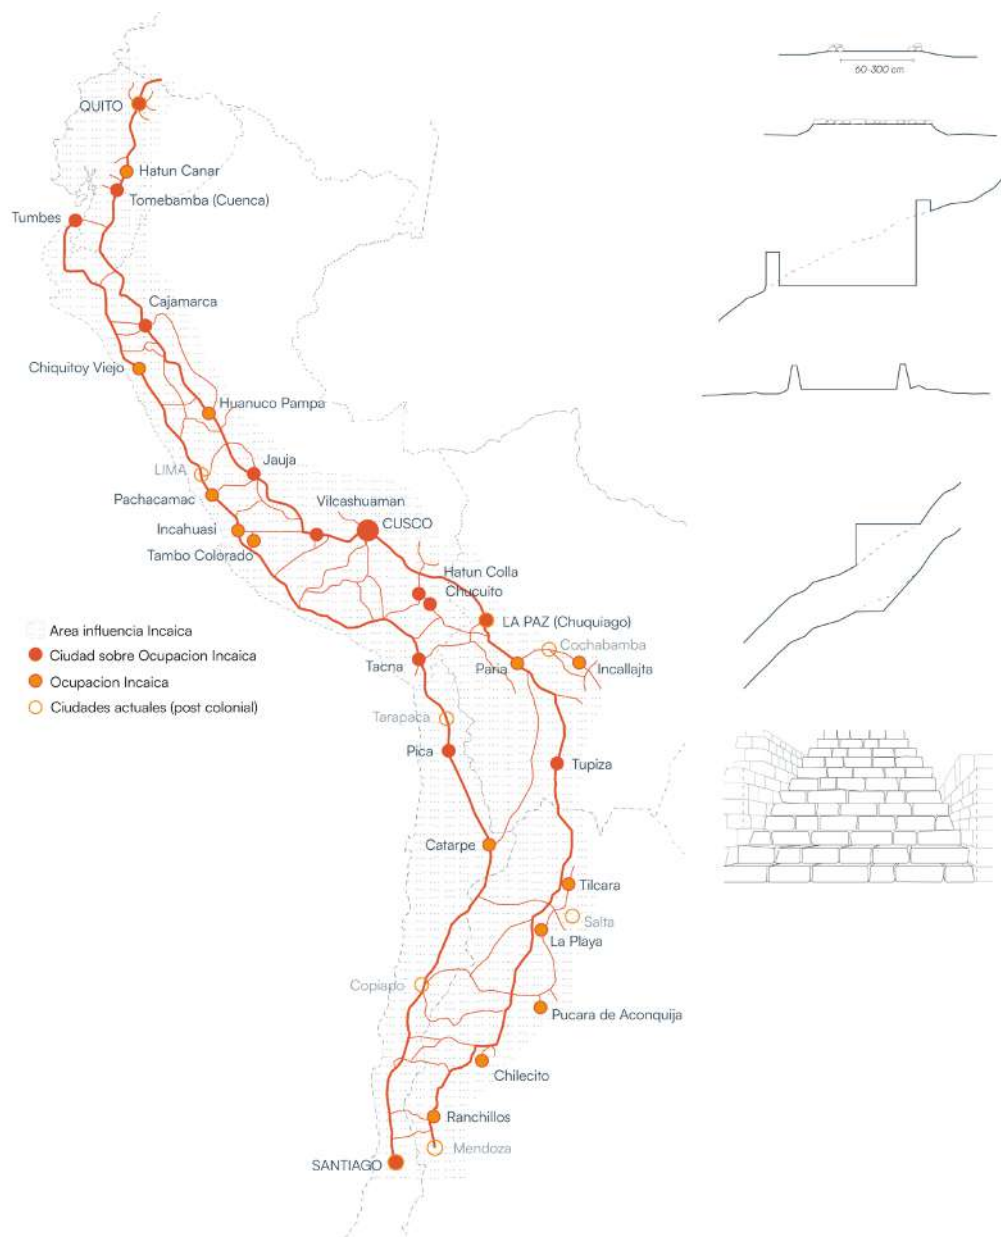 60-300 cm
QUITO
Hatun Canar
Tomebamba (Cuenca)
Tumbes
Cajamarca
Chiquitoy Viejo
Huanuco Pampa
Jauja
LIMA
Vilcashuaman
Pachacamac
CUSCO
Incahuasi
Tambo Colorado
Hatun Colla
Chucuito
LA PAZ (Chuquiago)
Area influencia Incaica
Ciudad sobre Ocupacion Incaica
Ocupacion Incaica
Ciudades actuales (post colonial)
Cochabamba
Tacna
Paria
Incallajta
Tarapaca
Pica
Tupiza
Catarpe
Tilcara
Salta
La Playa
Copiapo
Pucara de Aconquija
Chilecito
Ranchillos
Mendoza
SANTIAGO